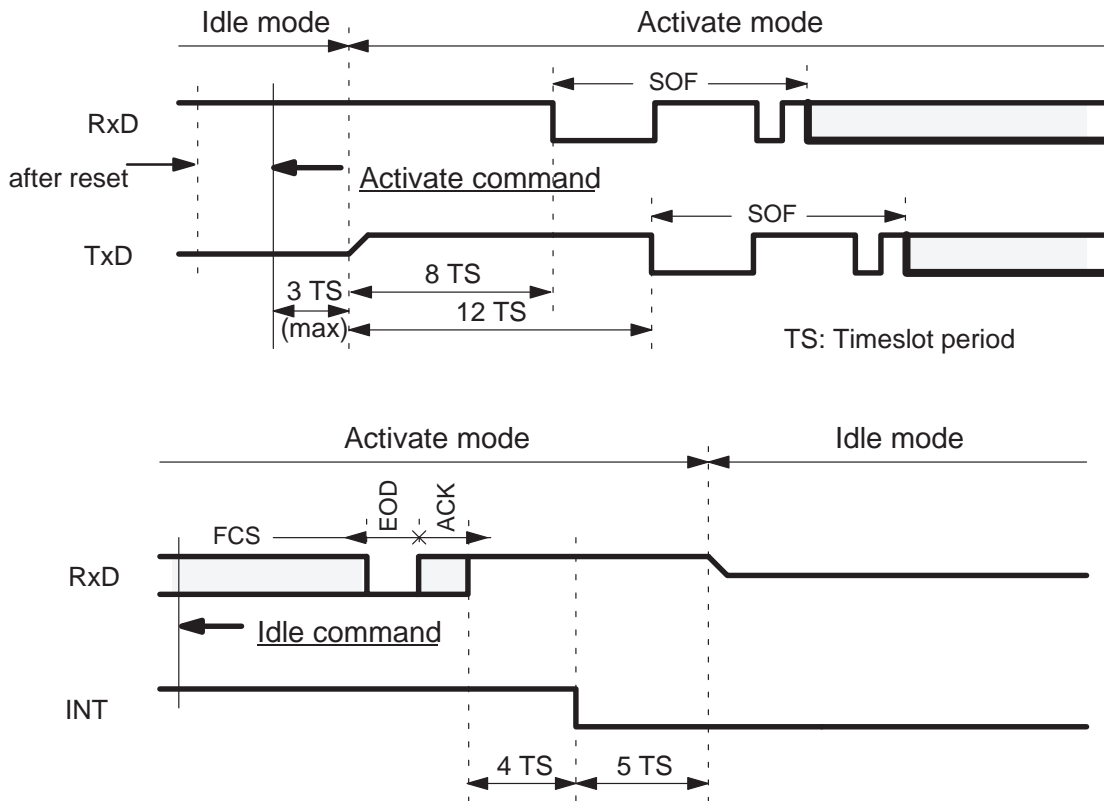 Idle mode
Activate mode
SOF
RxD
after reset
Activate command
SOF
TxD
8 TS
3 TS
(max)
12 TS
TS: Timeslot period
Activate mode
Idle mode
EOD
ACK
FCS
RxD
Idle command
INT
4 TS
5 TS